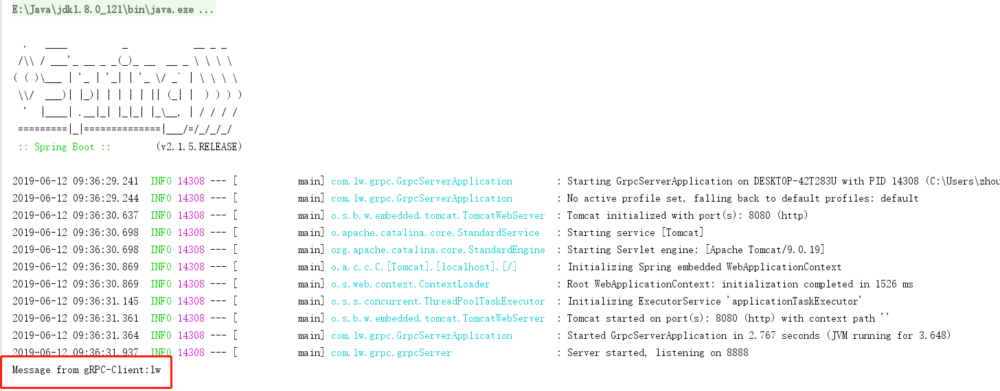 E:\Java\jdk1.8.0_121\bin\java.exe ...
  .   ____          _            __ _ _
 /\\ / ___'_ __ _ _(_)_ __  __ _ \ \ \ \
( ( )\___ | '_ | '_| | '_ \/ _` | \ \ \ \
 \\/  ___)| |_)| | | | | || (_| |  ) ) ) )
  '  |____| .__|_| |_|_| |_\__, | / / / /
 =========|_|==============|___/=/_/_/_/
 :: Spring Boot ::        (v2.1.5.RELEASE)
2019-06-12 09:36:29.241  INFO 14308 --- [           main] com.lw.grpc.GrpcServerApplication        : Starting GrpcServerApplication on DESKTOP-42T283U with PID 14308 (C:\Users\zhou
2019-06-12 09:36:29.244  INFO 14308 --- [           main] com.lw.grpc.GrpcServerApplication        : No active profile set, falling back to default profiles: default
2019-06-12 09:36:30.637  INFO 14308 --- [           main] o.s.b.w.embedded.tomcat.TomcatWebServer  : Tomcat initialized with port(s): 8080 (http)
2019-06-12 09:36:30.698  INFO 14308 --- [           main] o.apache.catalina.core.StandardService   : Starting service [Tomcat]
2019-06-12 09:36:30.698  INFO 14308 --- [           main] org.apache.catalina.core.StandardEngine  : Starting Servlet engine: [Apache Tomcat/9.0.19]
2019-06-12 09:36:30.869  INFO 14308 --- [           main] o.a.c.c.C.[Tomcat].[localhost].[/]       : Initializing Spring embedded WebApplicationContext
2019-06-12 09:36:30.869  INFO 14308 --- [           main] o.s.web.context.ContextLoader            : Root WebApplicationContext: initialization completed in 1526 ms
2019-06-12 09:36:31.145  INFO 14308 --- [           main] o.s.s.concurrent.ThreadPoolTaskExecutor  : Initializing ExecutorService 'applicationTaskExecutor'
2019-06-12 09:36:31.361  INFO 14308 --- [           main] o.s.b.w.embedded.tomcat.TomcatWebServer  : Tomcat started on port(s): 8080 (http) with context path ''
2019-06-12 09:36:31.364  INFO 14308 --- [           main] com.lw.grpc.GrpcServerApplication        : Started GrpcServerApplication in 2.767 seconds (JVM running for 3.648)
2019-06-12 09:36:31.937  INFO 14308 --- [           main] com.lw.grpc.grpcServer                   : Server started, listening on 8888
Message from gRPC-Client:lw